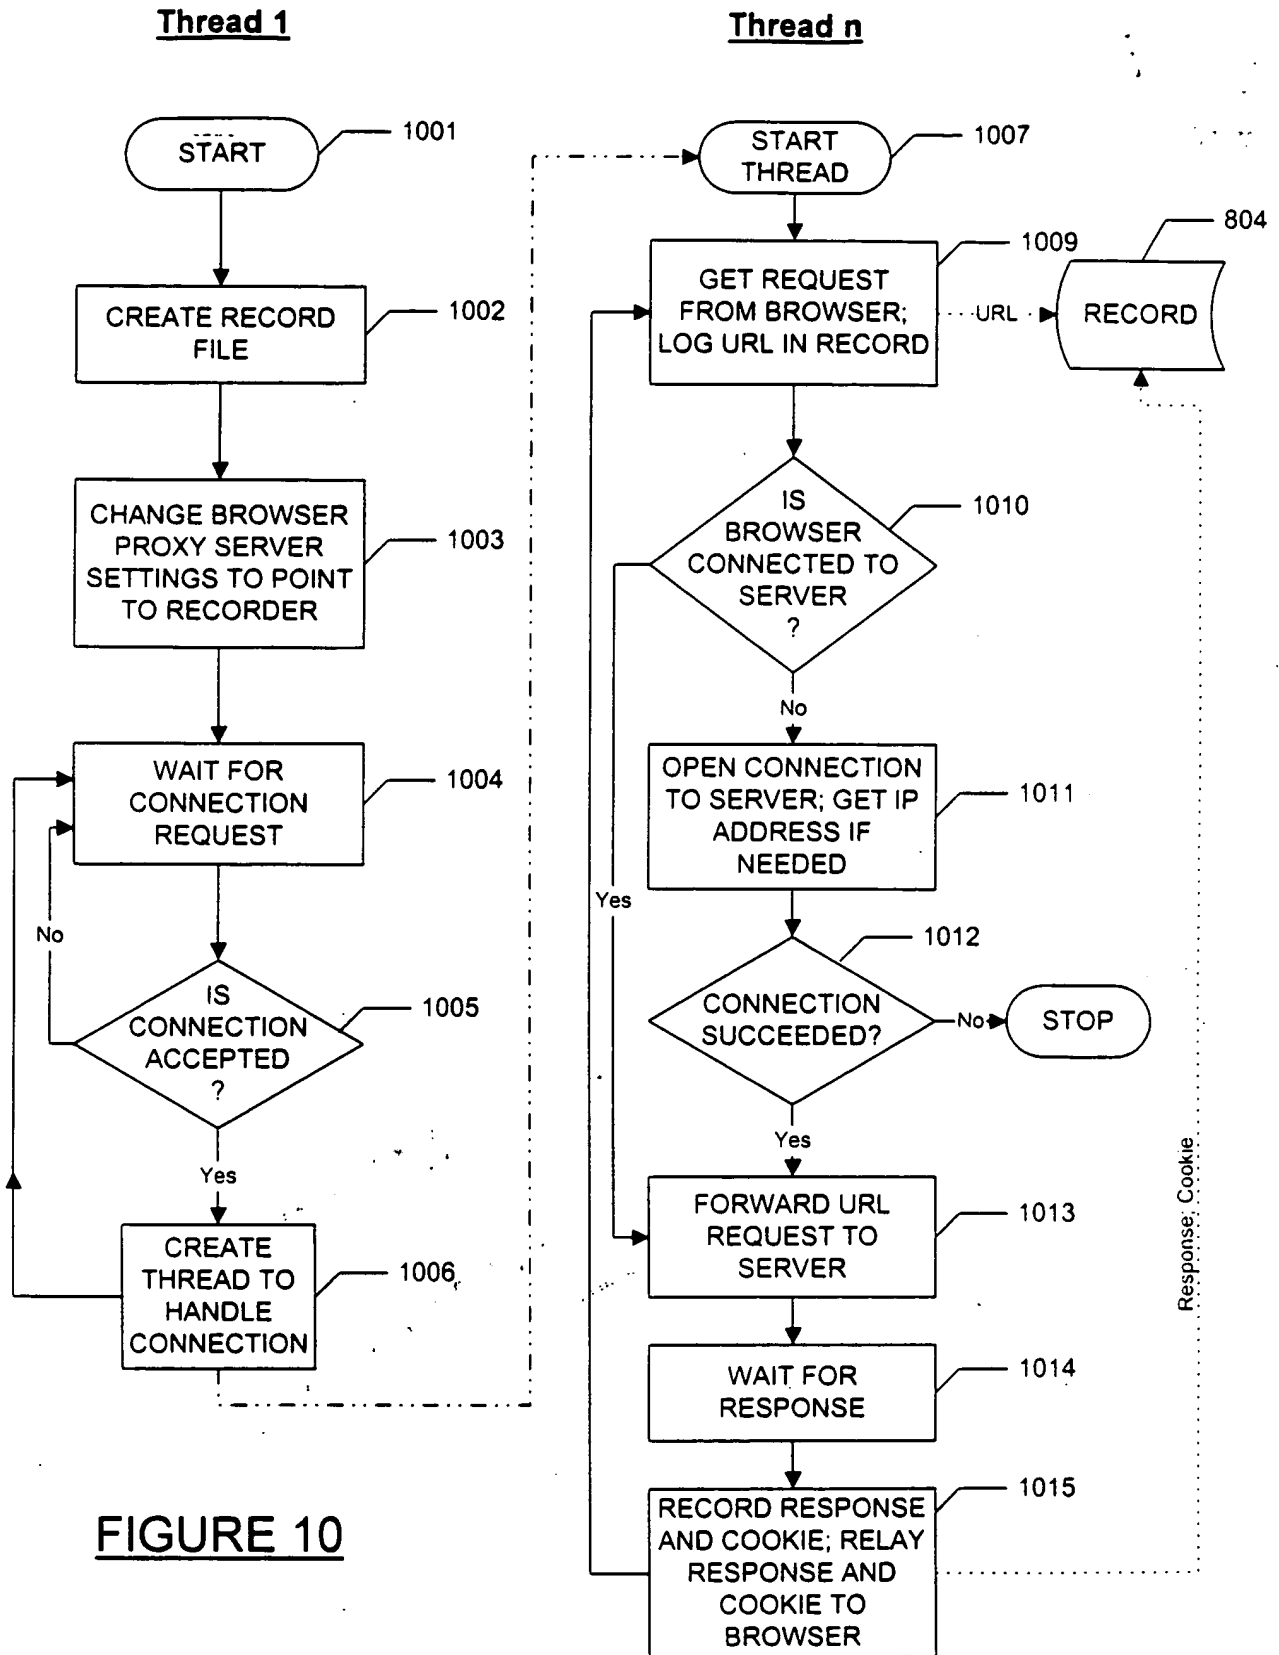 Thread 1
START
1001
CREATE RECORD
FILE
1002
CHANGE BROWSER
PROXY SERVER
SETTINGS TO POINT
TO RECORDER
1003
WAIT FOR
CONNECTION
REQUEST
1004
No
IS
CONNECTION
ACCEPTED
?
1005
Yes
CREATE
THREAD TO
HANDLE
CONNECTION
1006
Thread n
START
THREAD
1007
GET REQUEST
FROM BROWSER;
LOG URL IN RECORD
1009
URL
RECORD
804
IS
BROWSER
CONNECTED TO
SERVER
?
1010
No
Yes
OPEN CONNECTION
TO SERVER; GET IP
ADDRESS IF
NEEDED
1011
CONNECTION
SUCCEEDED?
1012
No
STOP
Yes
FORWARD URL
REQUEST TO
SERVER
1013
WAIT FOR
RESPONSE
1014
RECORD RESPONSE
AND COOKIE; RELAY
RESPONSE AND
COOKIE TO
BROWSER
1015
Response; Cookie
FIGURE 10